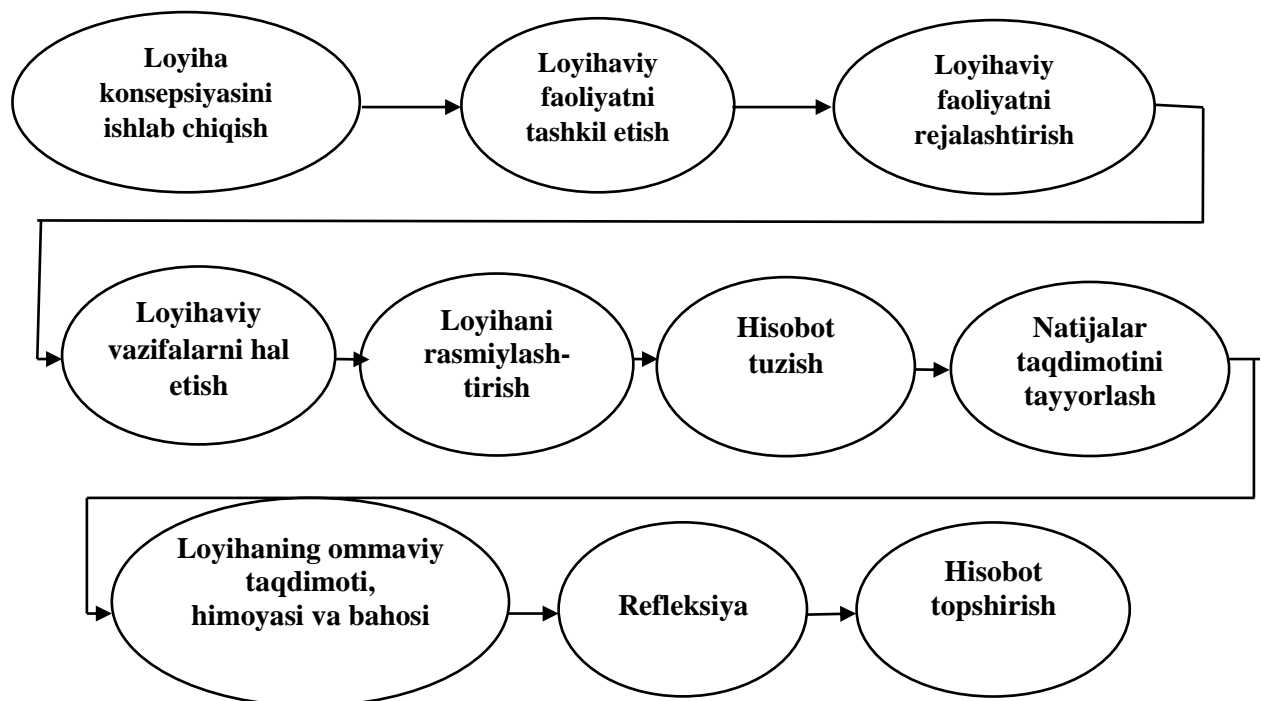 Loyiha
konsepsiyasini
ishlab chiqish
Loyihaviy
faoliyatni
tashkil etish
Loyihaviy
faoliyatni
rejalashtirish
Loyihaviy
vazifalarni hal
etish
Loyihani
rasmiylash-
tirish
Hisobot
tuzish
Natijalar
taqdimotini
tayyorlash
Loyihaning ommaviy
taqdimoti,
himoyasi va bahosi
Refleksiya
Hisobot
topshirish